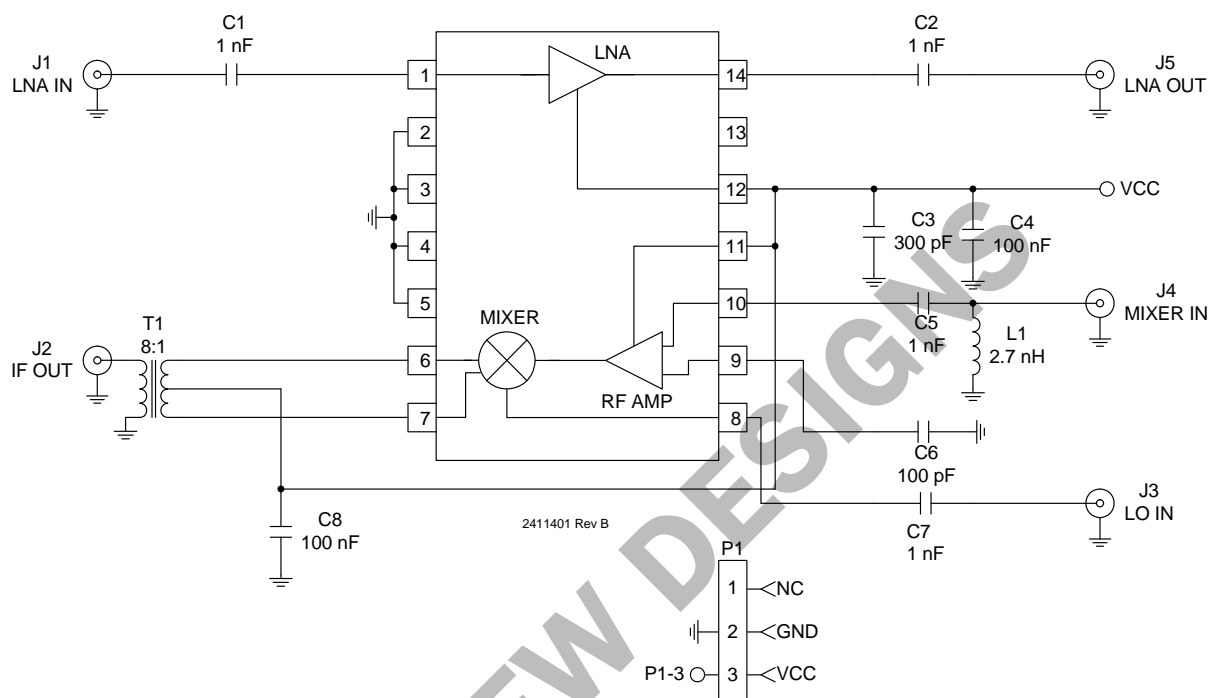 C1
1 nF
C2
1 nF
J1
LNA IN
LNA
J5
LNA OUT
1
14
2
13
3
12
VCC
C3
300 pF
C4
100 nF
4
11
5
10
J4
MIXER IN
C5
1 nF
L1
2.7 nH
T1
8:1
MIXER
J2
IF OUT
6
9
RF AMP
7
8
C6
100 pF
C8
100 nF
2411401 Rev B
J3
LO IN
C7
1 nF
P1
1
NC
2
GND
P1-3
3
VCC
EW DESIGNS